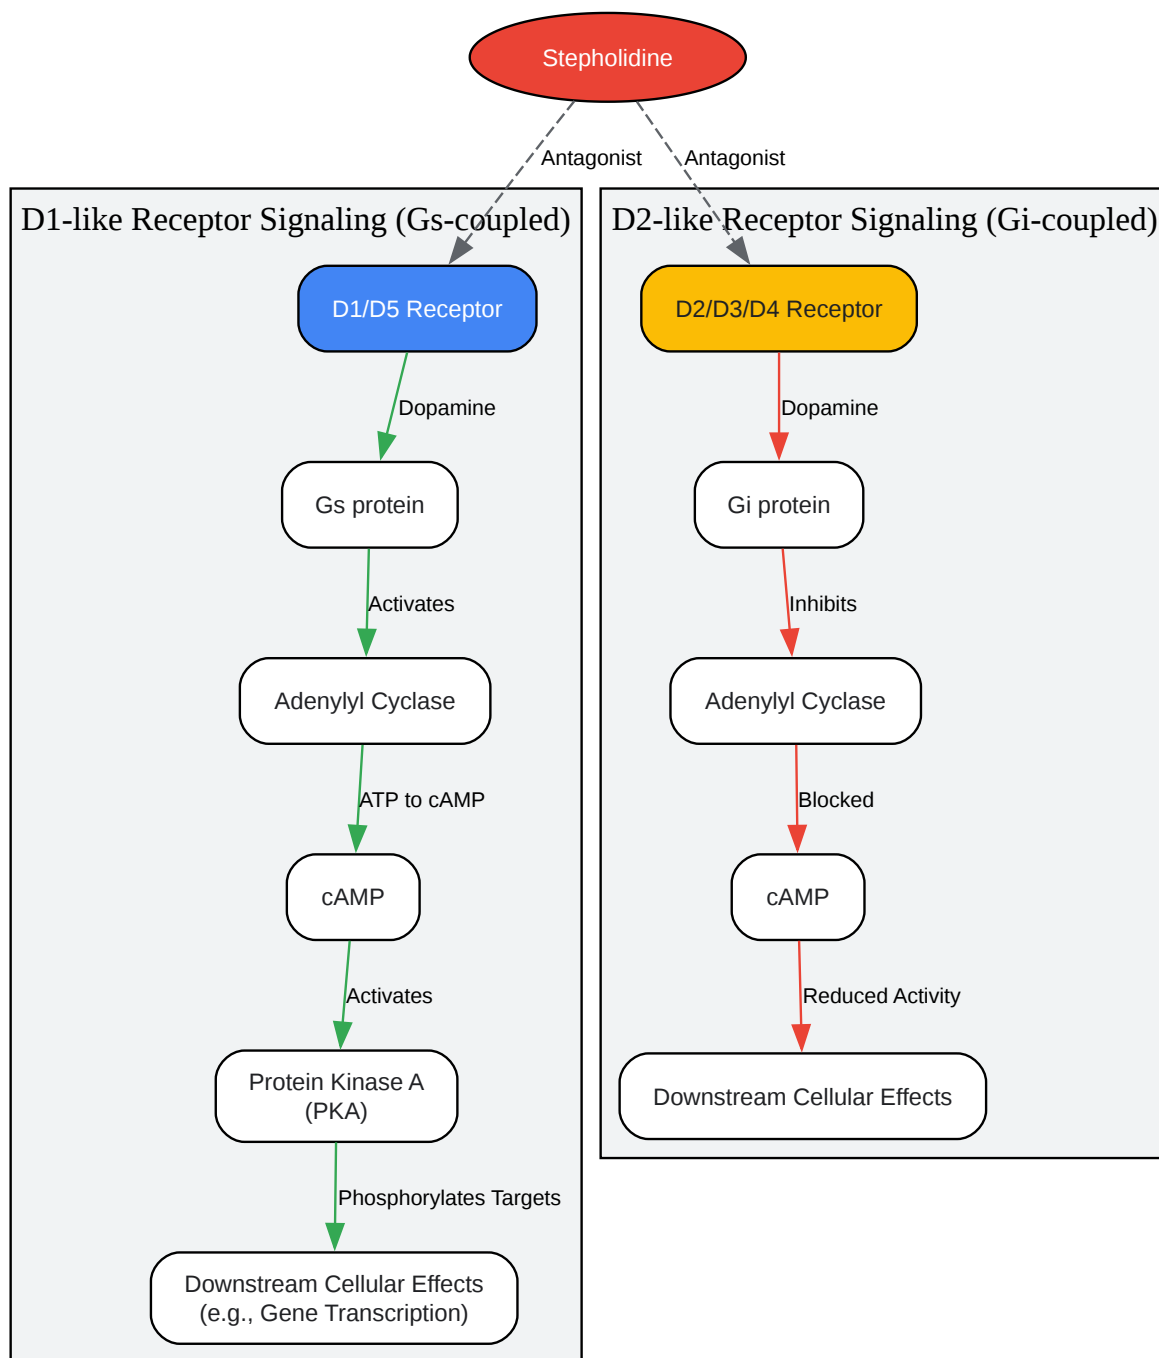 Stepholidine
Antagonist
Antagonist
D1-like Receptor Signaling (Gs-coupled)
D1/D5 Receptor
Dopamine
Gs protein
Activates
Adenylyl Cyclase
ATP to cAMP
cAMP
Activates
Protein Kinase A
(PKA)
Phosphorylates Targets
Downstream Cellular Effects
(e.g., Gene Transcription)
D2-like Receptor Signaling (Gi-coupled)
D2/D3/D4 Receptor
Dopamine
Gi protein
Inhibits
Adenylyl Cyclase
Blocked
cAMP
Reduced Activity
Downstream Cellular Effects